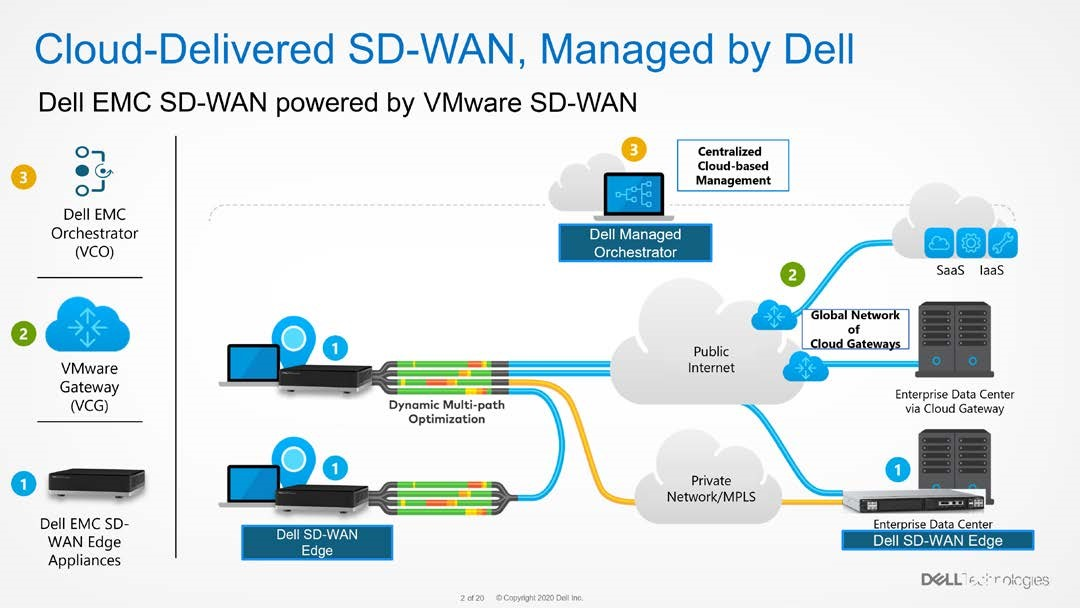 Cloud-Delivered SD-WAN, Managed by Dell
Dell EMC SD-WAN powered by VMware SD-WAN
3
Dell EMC
Orchestrator
(VCO)
2
VMware
Gateway
(VCG)
1
Dell EMC SD-
WAN Edge
Appliances
3
Centralized
Cloud-based
Management
Dell Managed
Orchestrator
2
SaaS IaaS
Global Network
of
Cloud Gateways
Public
Internet
1
Dynamic Multi-path
Optimization
Enterprise Data Center
via Cloud Gateway
1
Dell SD-WAN
Edge
Private
Network/MPLS
1
Enterprise Data Center
Dell SD-WAN Edge
DELLTechnologies
2 of 20 © Copyright 2020 Dell Inc.